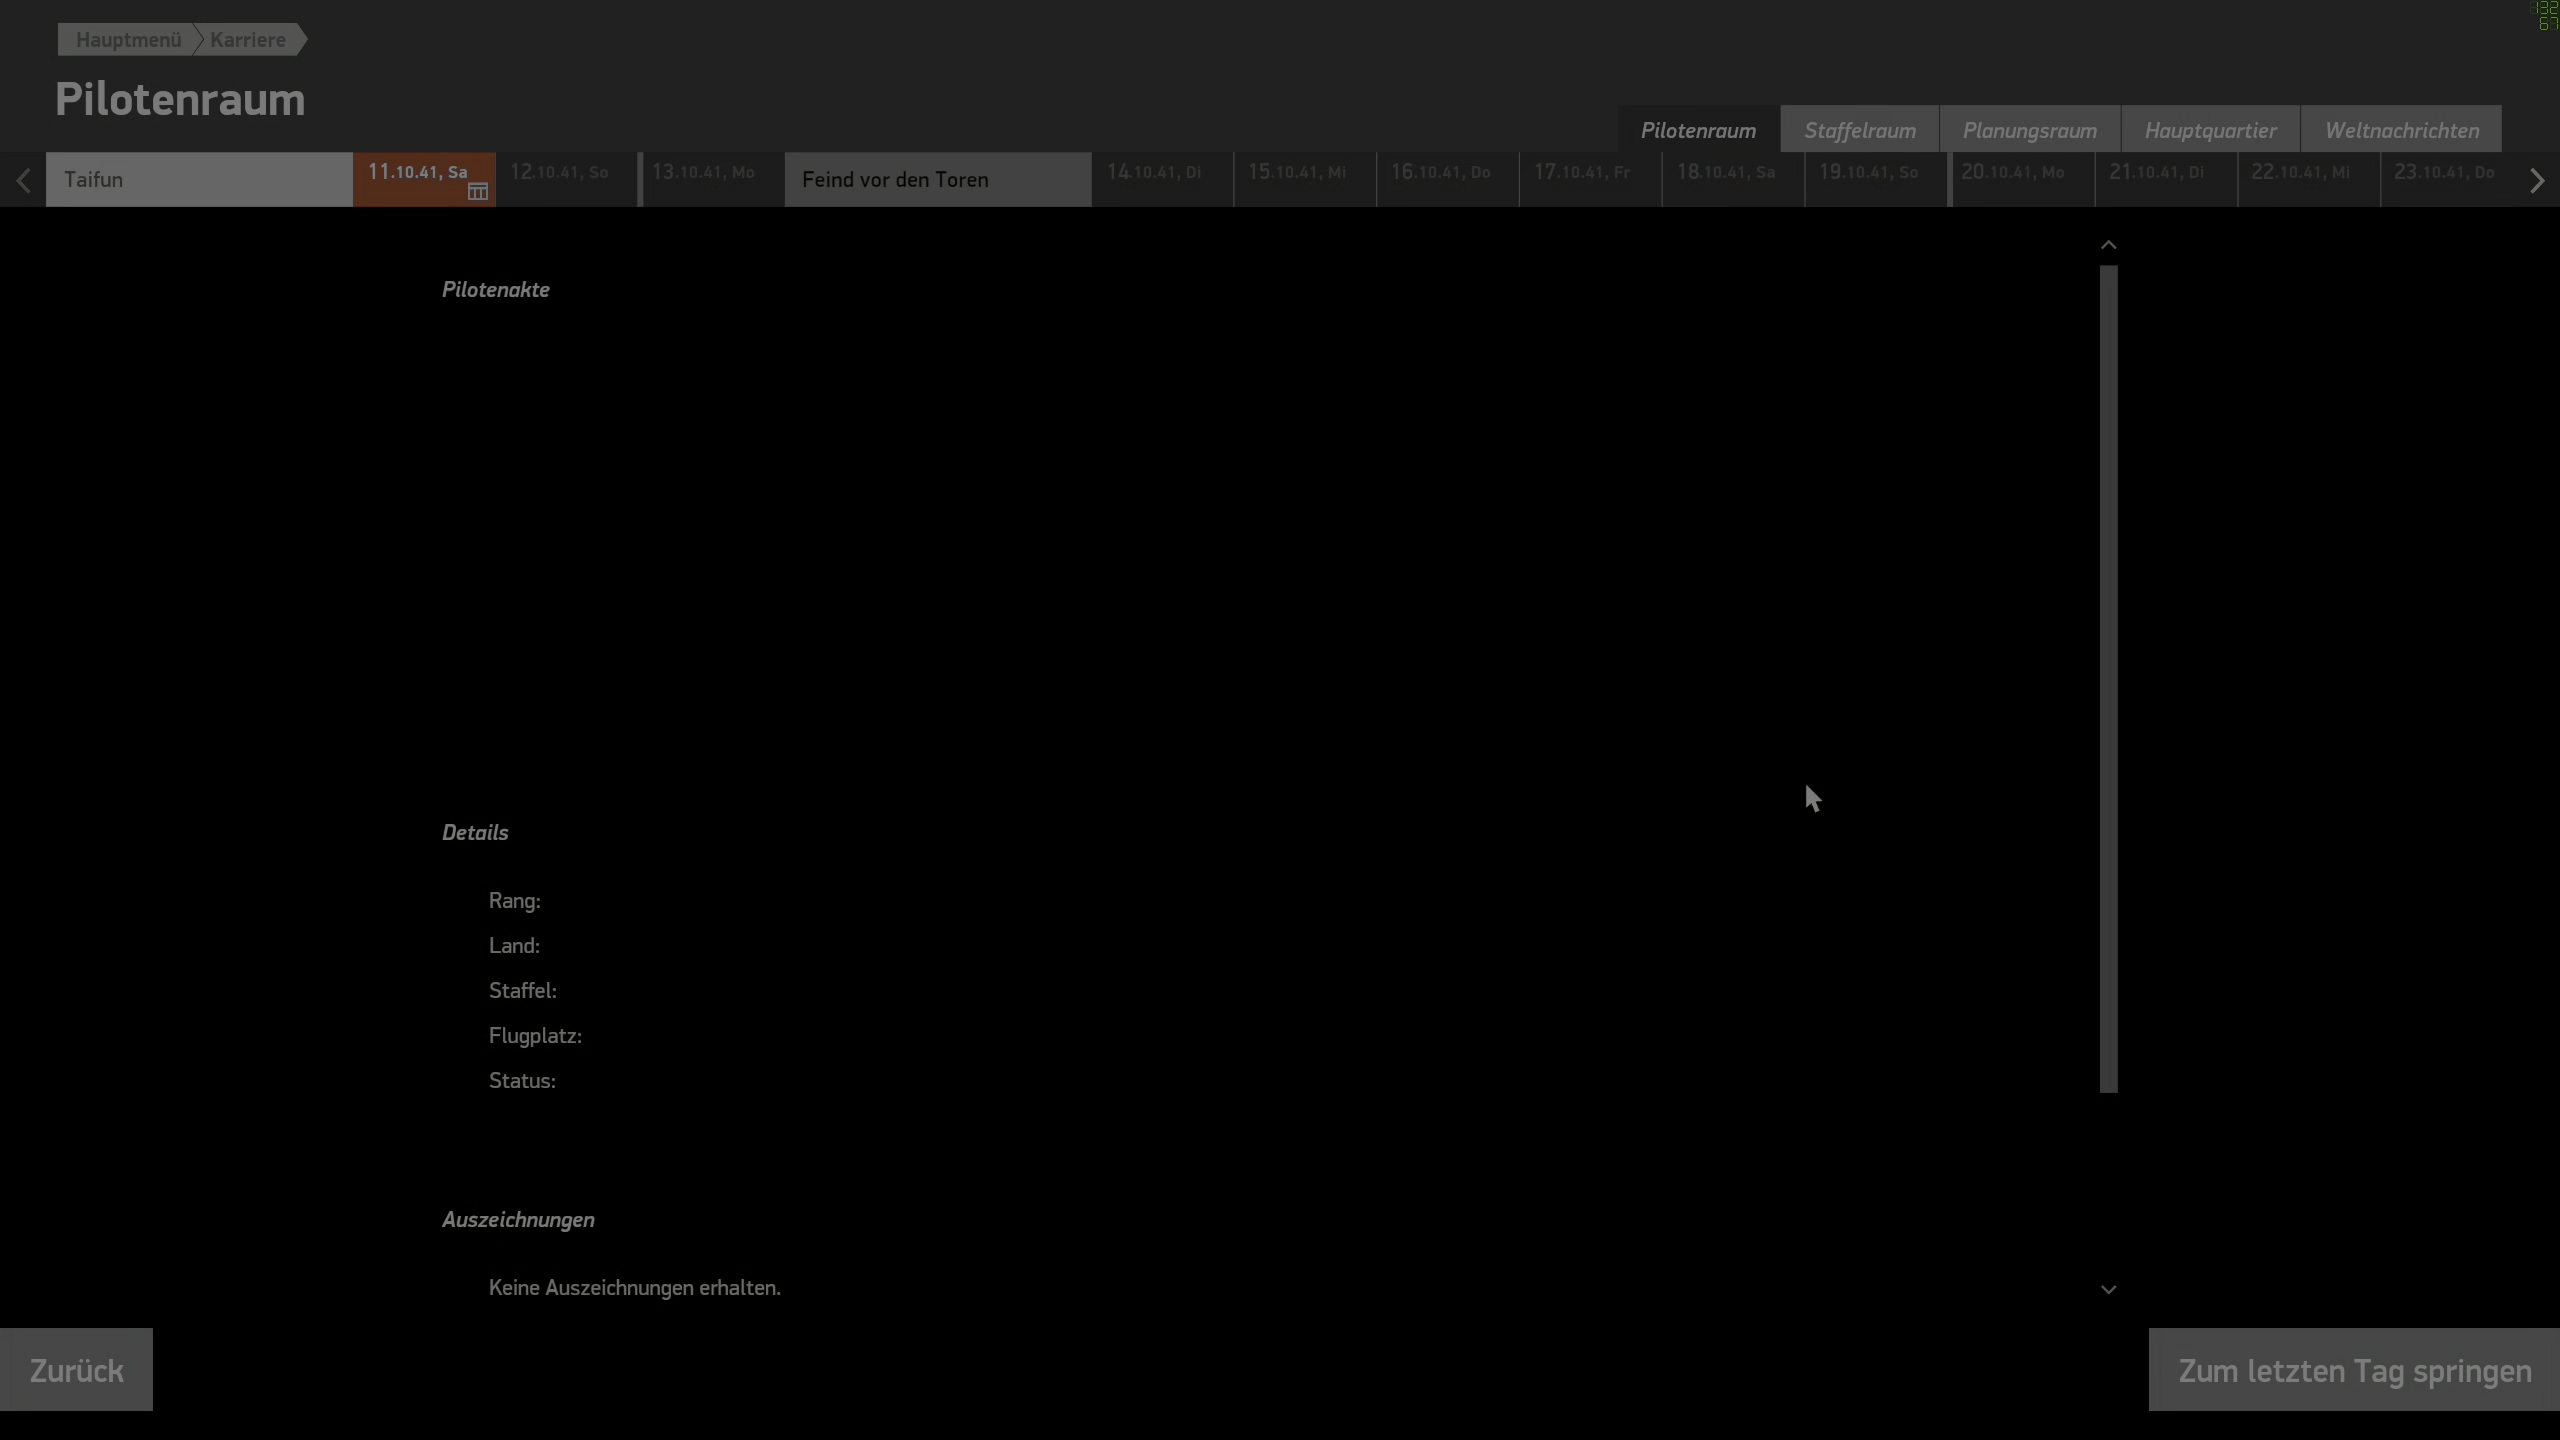 132
67
Hauptmenü Karriere
Pilotenraum
Pilotenraum Staffelraum Planungsraum Hauptquartier Weltnachrichten
Taifun 11.10.41, Sa 12.10.41, So 13.10.41, Mo Feind vor den Toren 14.10.41, Di 15.10.41, Mi 16.10.41, Do 17.10.41, Fr 18.10.41, Sa 19.10.41, So 20.10.41, Mo 21.10.41, Di 22.10.41, Mi 23.10.41, Do
Pilotenakte
Details
Rang:
Land:
Staffel:
Flugplatz:
Status:
Auszeichnungen
Keine Auszeichnungen erhalten.
Zurück Zum letzten Tag springen